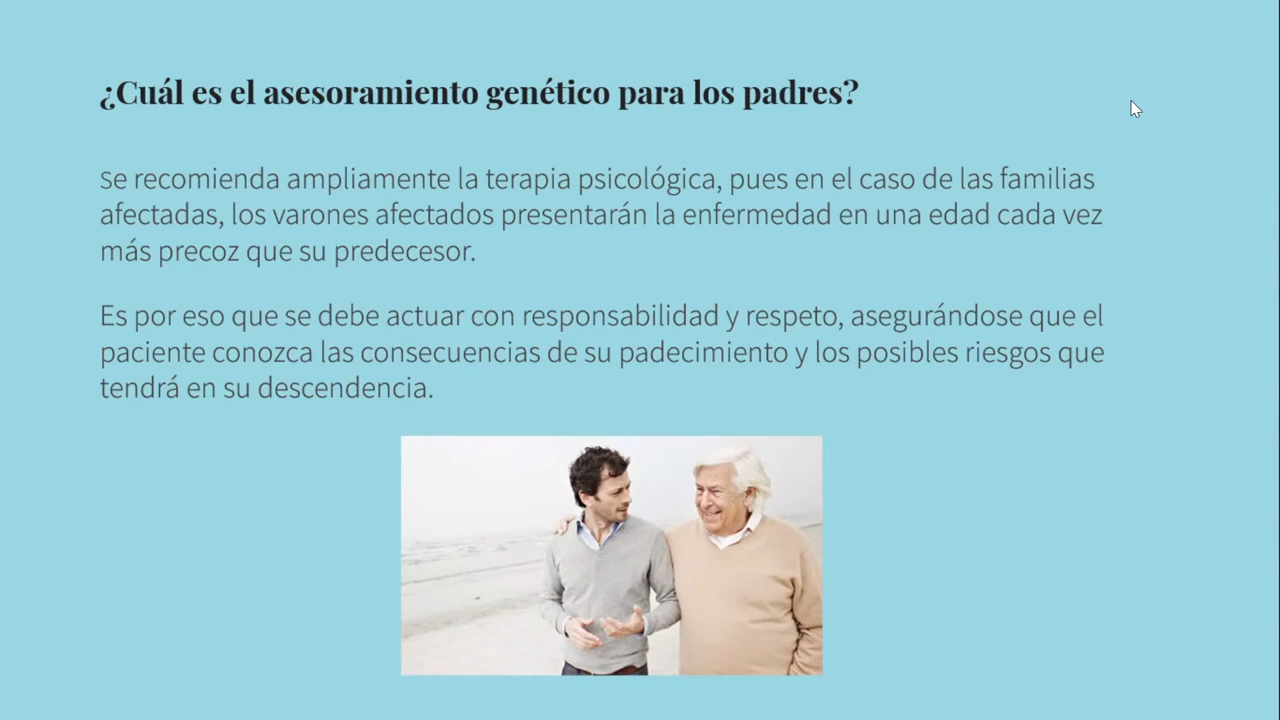 ¿Cuál es el asesoramiento genético para los padres?
Se recomienda ampliamente la terapia psicológica, pues en el caso de las familias
afectadas, los varones afectados presentarán la enfermedad en una edad cada vez
más precoz que su predecesor.
Es por eso que se debe actuar con responsabilidad y respeto, asegurándose que el
paciente conozca las consecuencias de su padecimiento y los posibles riesgos que
tendrá en su descendencia.